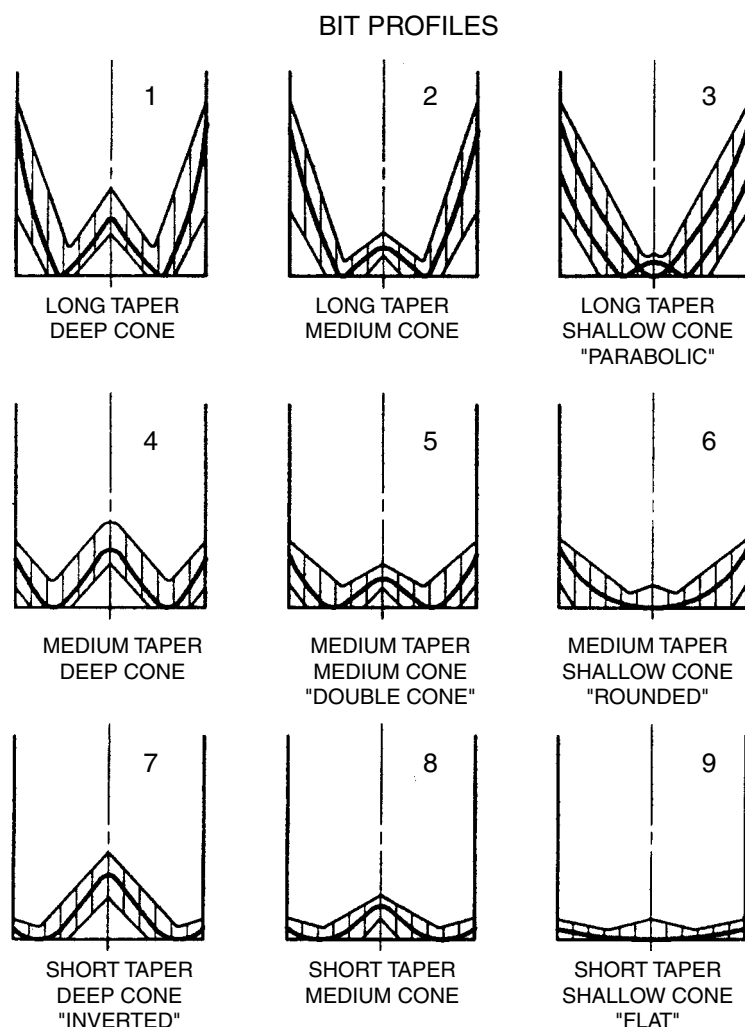 BIT PROFILES
1
2
3
LONG TAPER
DEEP CONE
LONG TAPER
MEDIUM CONE
LONG TAPER
SHALLOW CONE
"PARABOLIC"
4
5
6
MEDIUM TAPER
DEEP CONE
MEDIUM TAPER
MEDIUM CONE
"DOUBLE CONE"
MEDIUM TAPER
SHALLOW CONE
"ROUNDED"
7
8
9
SHORT TAPER
DEEP CONE
"INVERTED"
SHORT TAPER
MEDIUM CONE
SHORT TAPER
SHALLOW CONE
"FLAT"